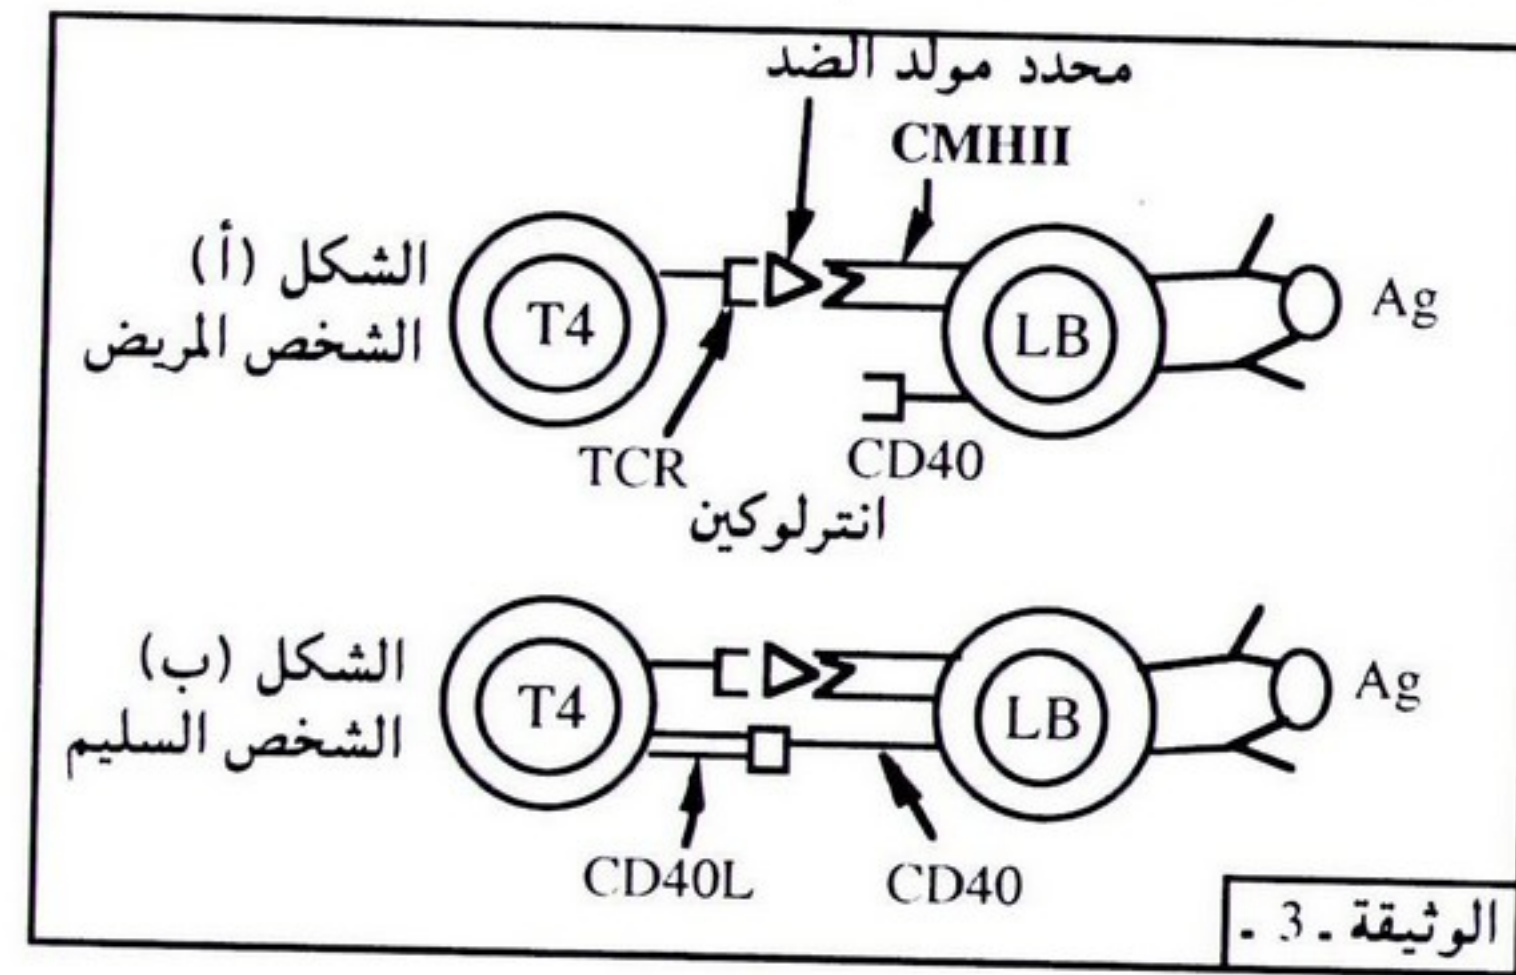 محدد مولد الضد
CMHII
الشكل (أ)
الشخص المريض
T4
LB
Ag
TCR
CD40
انترلوكين
الشكل (ب)
الشخص السليم
T4
LB
Ag
CD40L
CD40
الوثيقة ـ 3 ـ